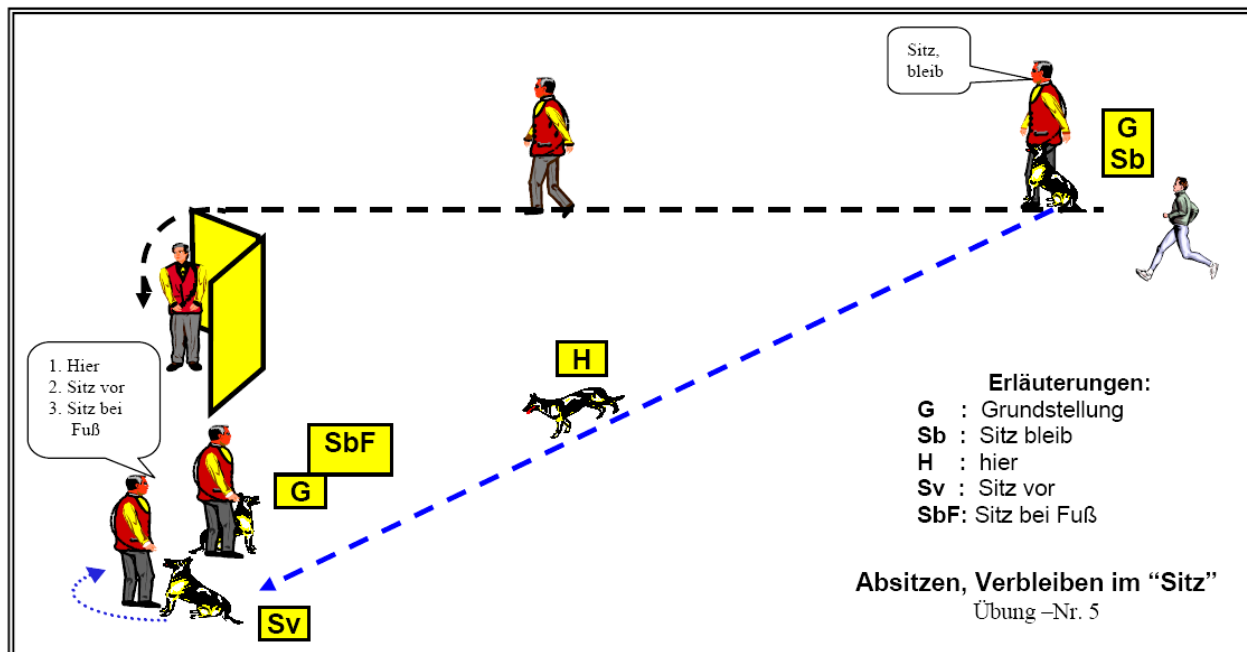 Sitz,
bleib
G
Sb
H
1. Hier
2. Sitz vor
3. Sitz bei
Fuß
SbF
G
Sv
Erläuterungen:
G : Grundstellung
Sb : Sitz bleib
H : hier
Sv : Sitz vor
SbF: Sitz bei Fuß
Absitzen, Verbleiben im “Sitz”
Übung –Nr. 5